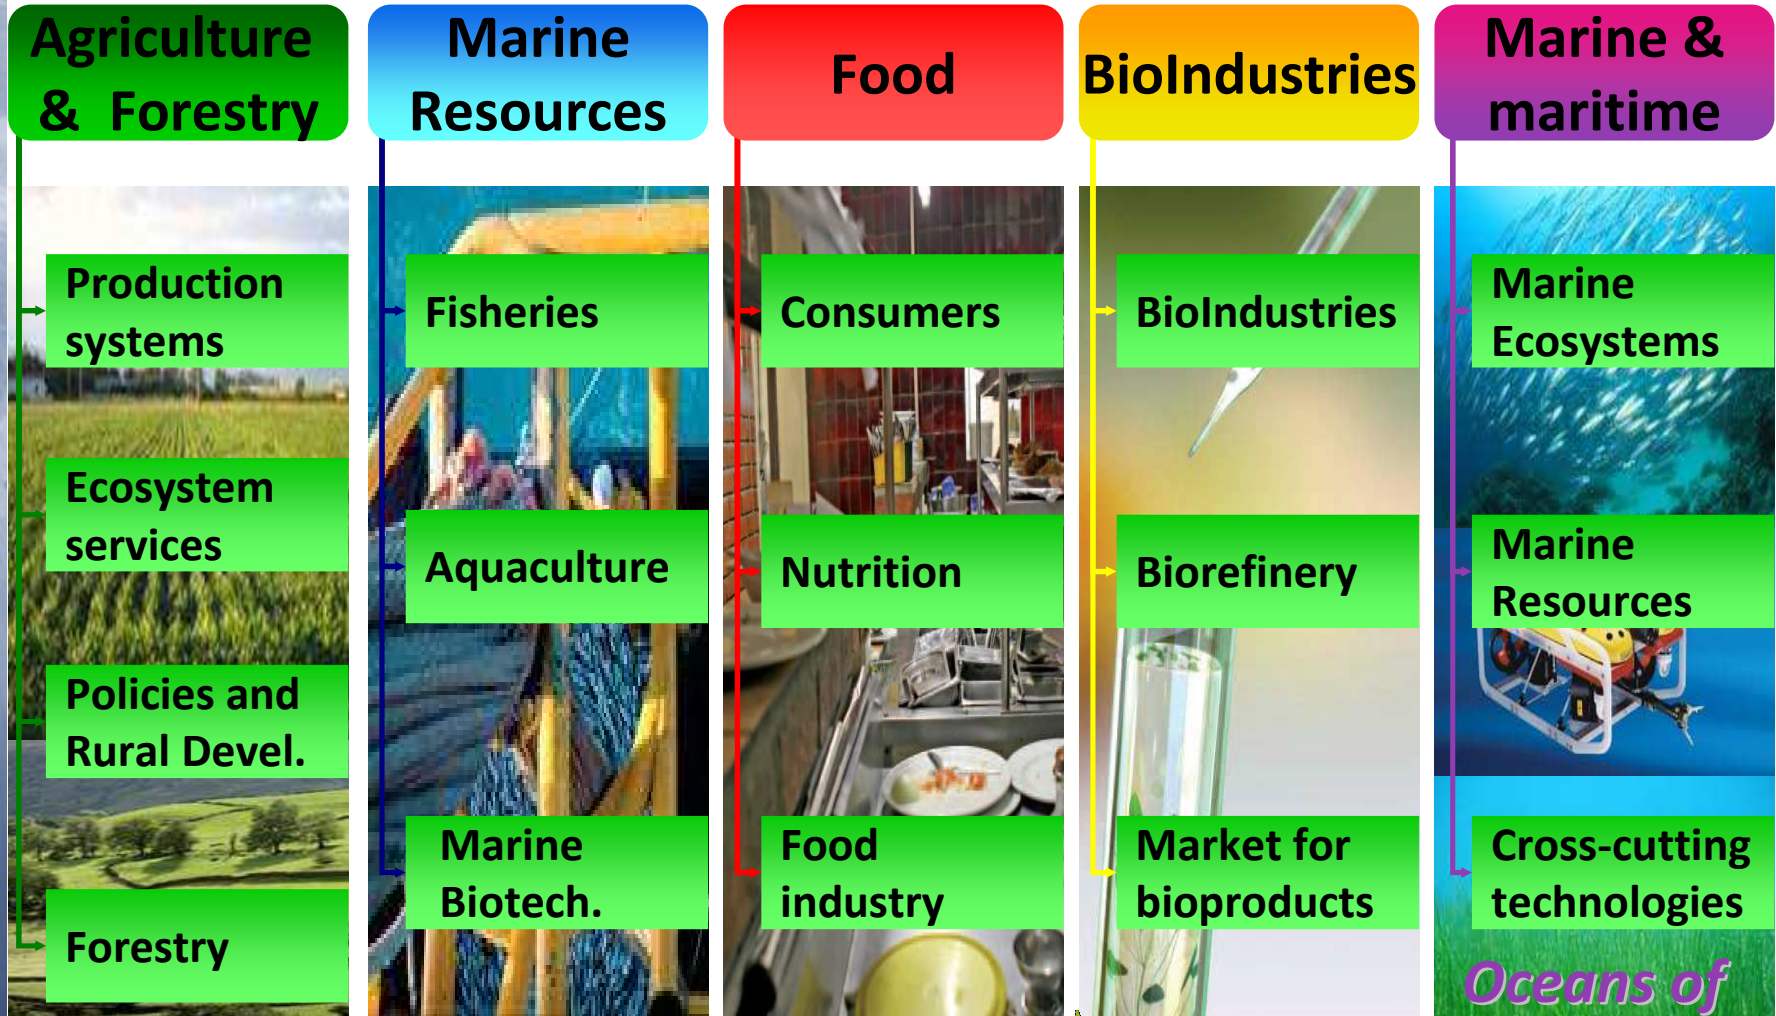 Agriculture
& Forestry
Production
systems
Ecosystem
services
Policies and
Rural Devel.
Forestry
Marine
Resources
Fisheries
Aquaculture
Marine
Biotech.
Food
Consumers
Nutrition
Food
industry
BioIndustries
BioIndustries
Biorefinery
Market for
bioproducts
Marine &
maritime
Marine
Ecosystems
Marine
Resources
Cross-cutting
technologies
Oceans of